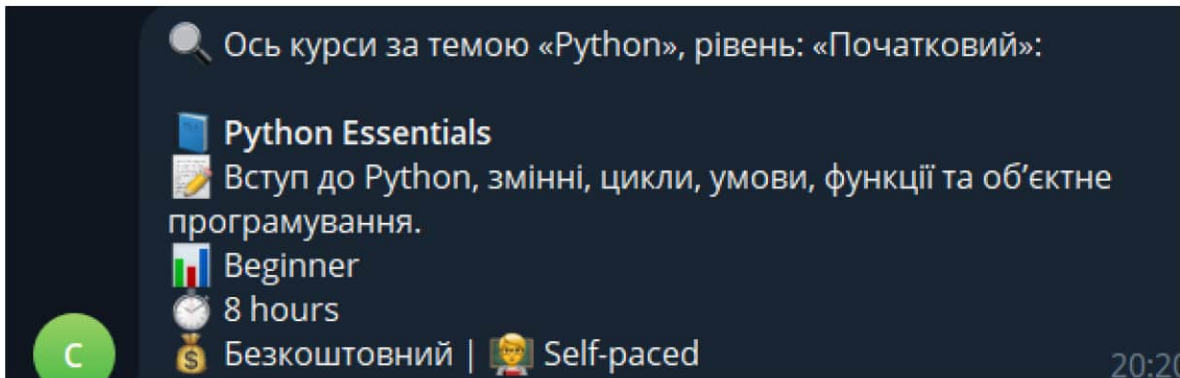 🔍 Ось курси за темою «Python», рівень: «Початковий»:
📘 Python Essentials
📝 Вступ до Python, змінні, цикли, умови, функції та об’єктне
програмування.
📊 Beginner
⏱ 8 hours
💰 Безкоштовний | 👨‍🏫 Self-paced
C
20:20